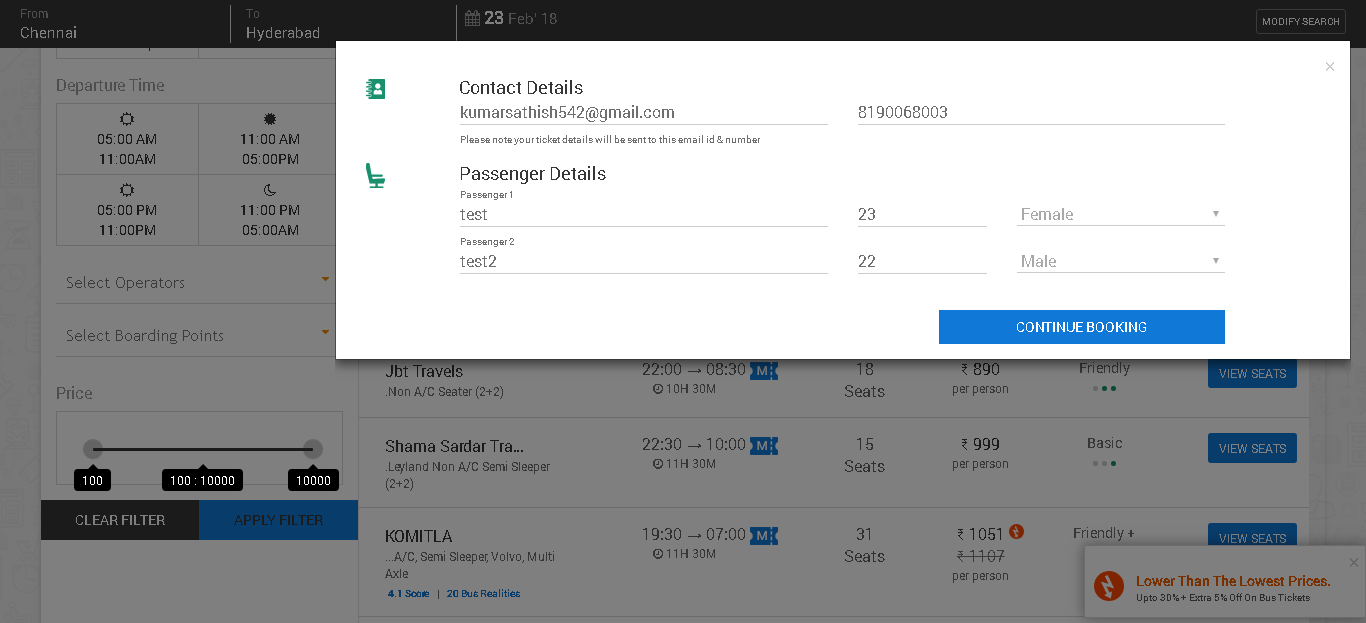 From
Chennai
To
Hyderabad
23 Feb' 18
MODIFY SEARCH
×
Contact Details
kumarsathish542@gmail.com
8190068003
Please note your ticket details will be sent to this email id & number
Passenger Details
Passenger 1
test
23
Female
Passenger 2
test2
22
Male
CONTINUE BOOKING
Departure Time
05:00 AM
11:00AM
11:00 AM
05:00PM
05:00 PM
11:00PM
11:00 PM
05:00AM
Select Operators
Select Boarding Points
Price
100
100 : 10000
10000
CLEAR FILTER
APPLY FILTER
Jbt Travels
.Non A/C Seater (2+2)
22:00 → 08:30 M
10H 30M
18
Seats
₹ 890
per person
Friendly
VIEW SEATS
Shama Sardar Tra...
.Leyland Non A/C Semi Sleeper
(2+2)
22:30 → 10:00 M
11H 30M
15
Seats
₹ 999
per person
Basic
VIEW SEATS
KOMITLA
...A/C, Semi Sleeper, Volvo, Multi
Axle
4.1 Score | 20 Bus Realities
19:30 → 07:00 M
11H 30M
31
Seats
₹ 1051
₹ 1107
per person
Friendly +
VIEW SEATS
Lower Than The Lowest Prices.
Upto 30% + Extra 5% Off On Bus Tickets